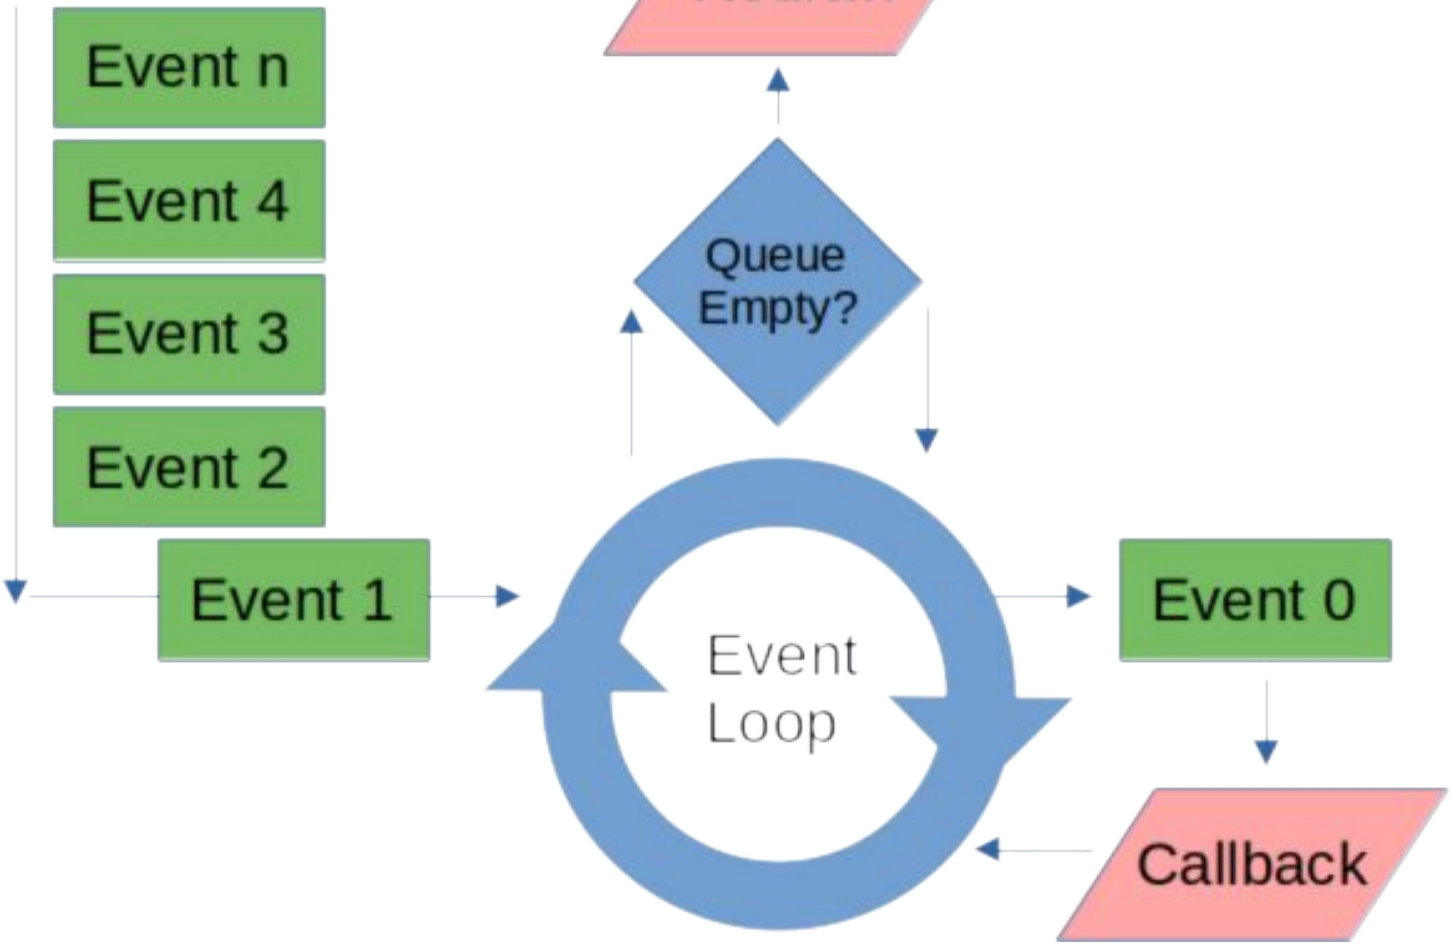 Event n
Event 4
Queue
Empty?
Event 3
Event 2
Event 1
Event 0
Event
Loop
Callback